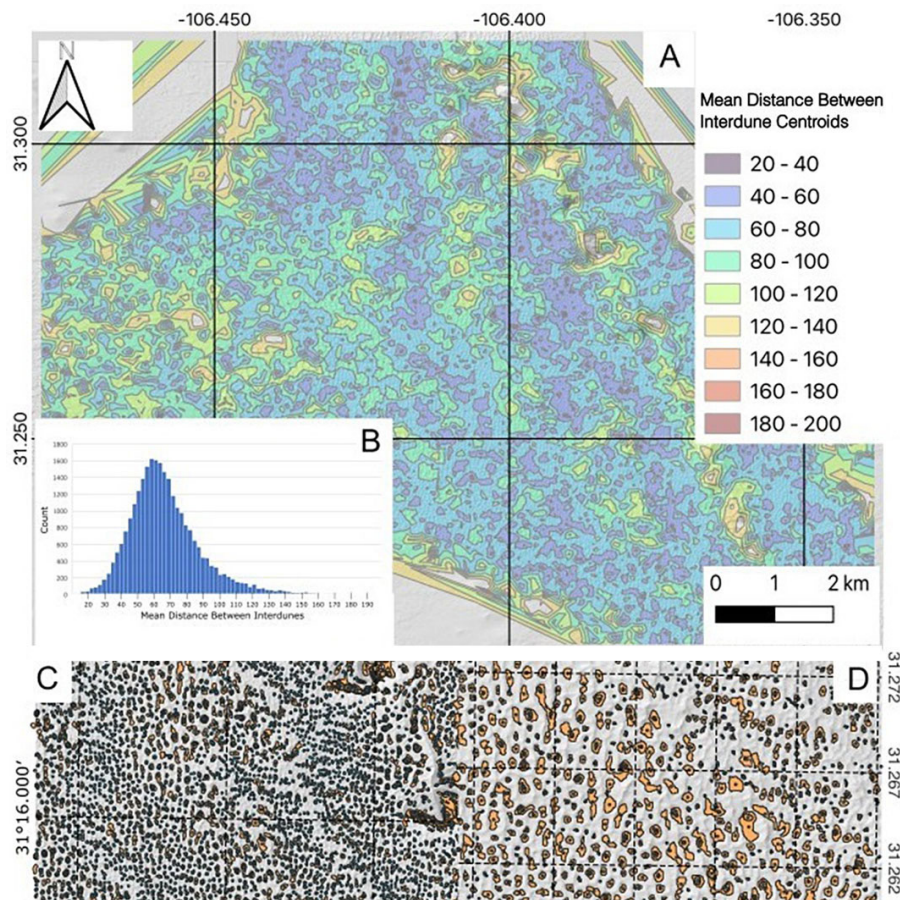 -106.450
-106.400
-106.350
N
A
31.300
31.250
Mean Distance Between
Interdune Centroids
20 - 40
40 - 60
60 - 80
80 - 100
100 - 120
120 - 140
140 - 160
160 - 180
180 - 200
B
1800
1600
1400
1200
1000
800
600
400
200
0
Count
20 30 40 50 60 70 80 90 100 110 120 130 140 150 160 170 180 190
Mean Distance Between Interdunes
0 1 2 km
C
D
31°16.000′
31.272
31.267
31.262